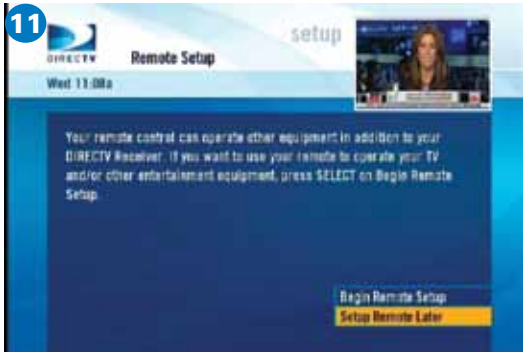 11
setup
DIRECTV
Remote Setup
Wed 11:08a
Your remote control can operate other equipment in addition to your
DIRECTV Receiver. If you want to use your remote to operate your TV
and/or other entertainment equipment, press SELECT on Begin Remote
Setup.
Begin Remote Setup
Setup Remote Later